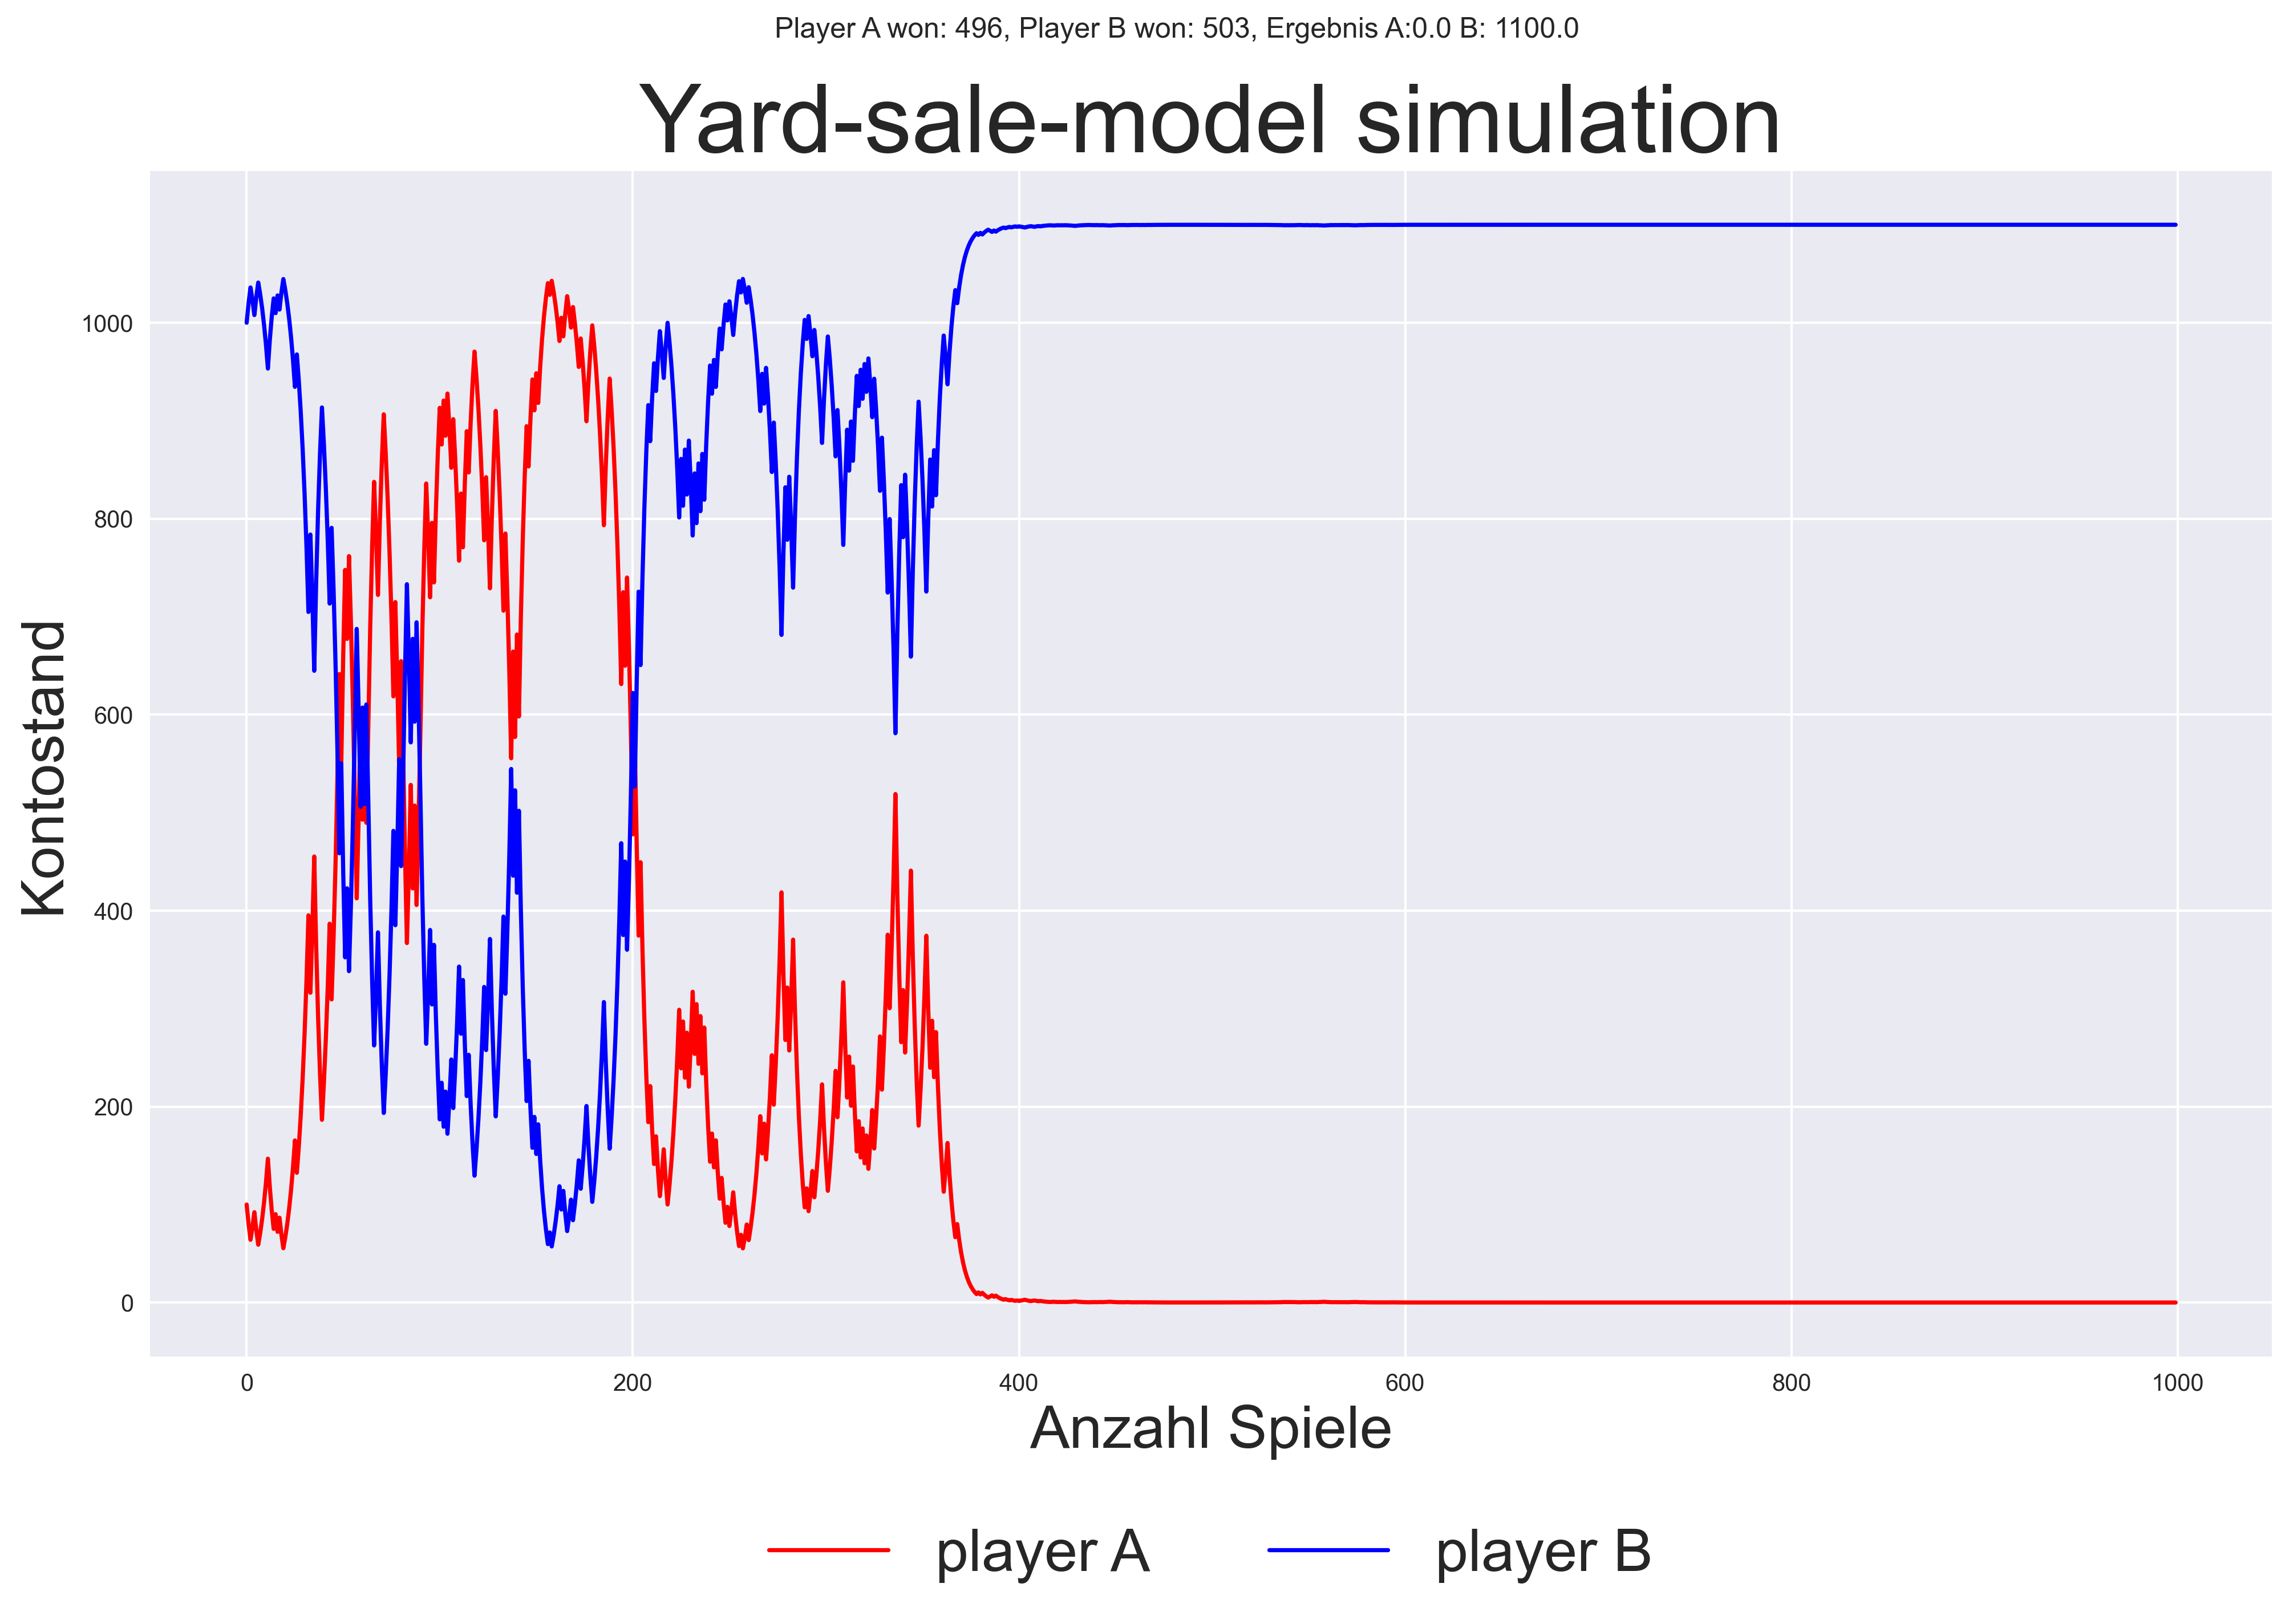 Player A won: 496, Player B won: 503, Ergebnis A:0.0 B: 1100.0
Yard-sale-model simulation
Kontostand
1000
800
600
400
200
0
0 200 400 600 800 1000
Anzahl Spiele
player A player B